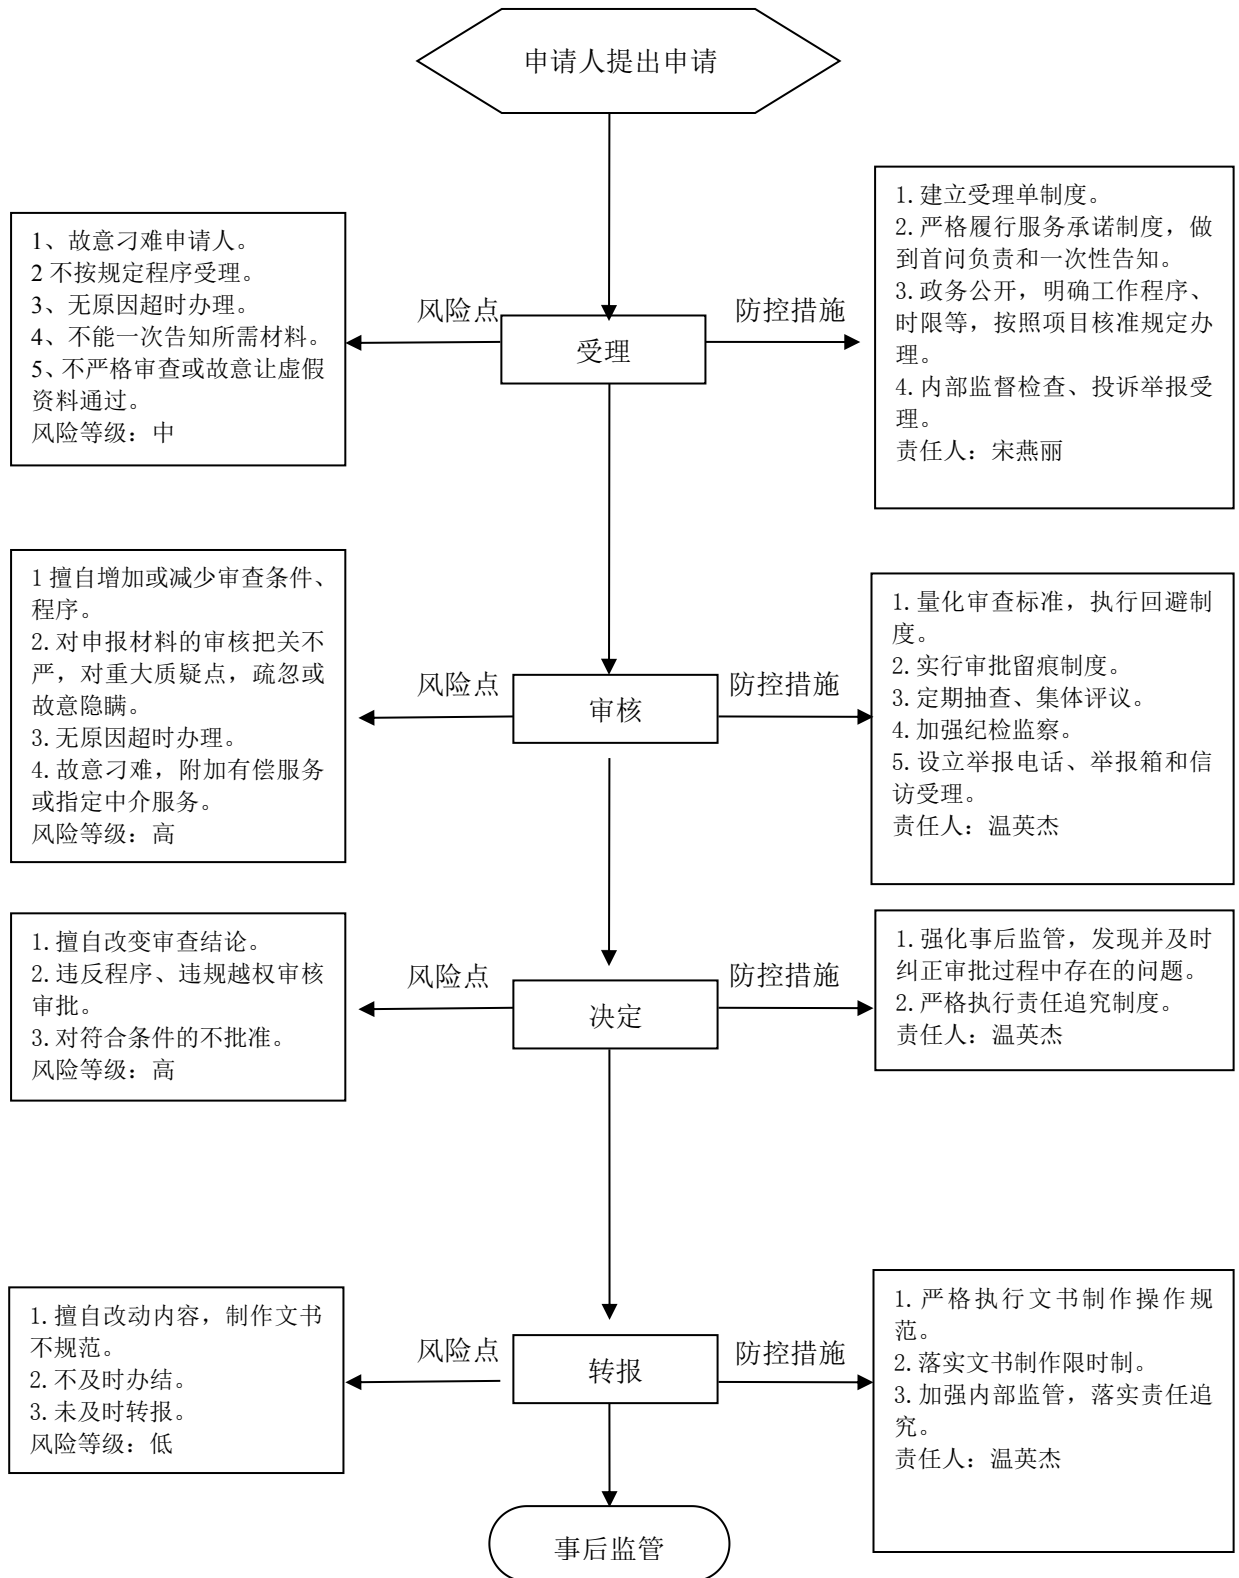 申请人提出申请
1、故意刁难申请人。
2 不按规定程序受理。
3、无原因超时办理。
4、不能一次告知所需材料。
5、不严格审查或故意让虚假
资料通过。
风险等级：中
风险点
受理
防控措施
1.建立受理单制度。
2.严格履行服务承诺制度，做
到首问负责和一次性告知。
3.政务公开，明确工作程序、
时限等，按照项目核准规定办
理。
4.内部监督检查、投诉举报受
理。
责任人：宋燕丽
1 擅自增加或减少审查条件、
程序。
2.对申报材料的审核把关不
严，对重大质疑点，疏忽或
故意隐瞒。
3.无原因超时办理。
4.故意刁难，附加有偿服务
或指定中介服务。
风险等级：高
风险点
审核
防控措施
1.量化审查标准，执行回避制
度。
2.实行审批留痕制度。
3.定期抽查、集体评议。
4.加强纪检监察。
5.设立举报电话、举报箱和信
访受理。
责任人：温英杰
1.擅自改变审查结论。
2.违反程序、违规越权审核
审批。
3.对符合条件的不批准。
风险等级：高
风险点
决定
防控措施
1.强化事后监管，发现并及时
纠正审批过程中存在的问题。
2.严格执行责任追究制度。
责任人：温英杰
1.擅自改动内容，制作文书
不规范。
2.不及时办结。
3.未及时转报。
风险等级：低
风险点
转报
防控措施
1.严格执行文书制作操作规
范。
2.落实文书制作限时制。
3.加强内部监管，落实责任追
究。
责任人：温英杰
事后监管